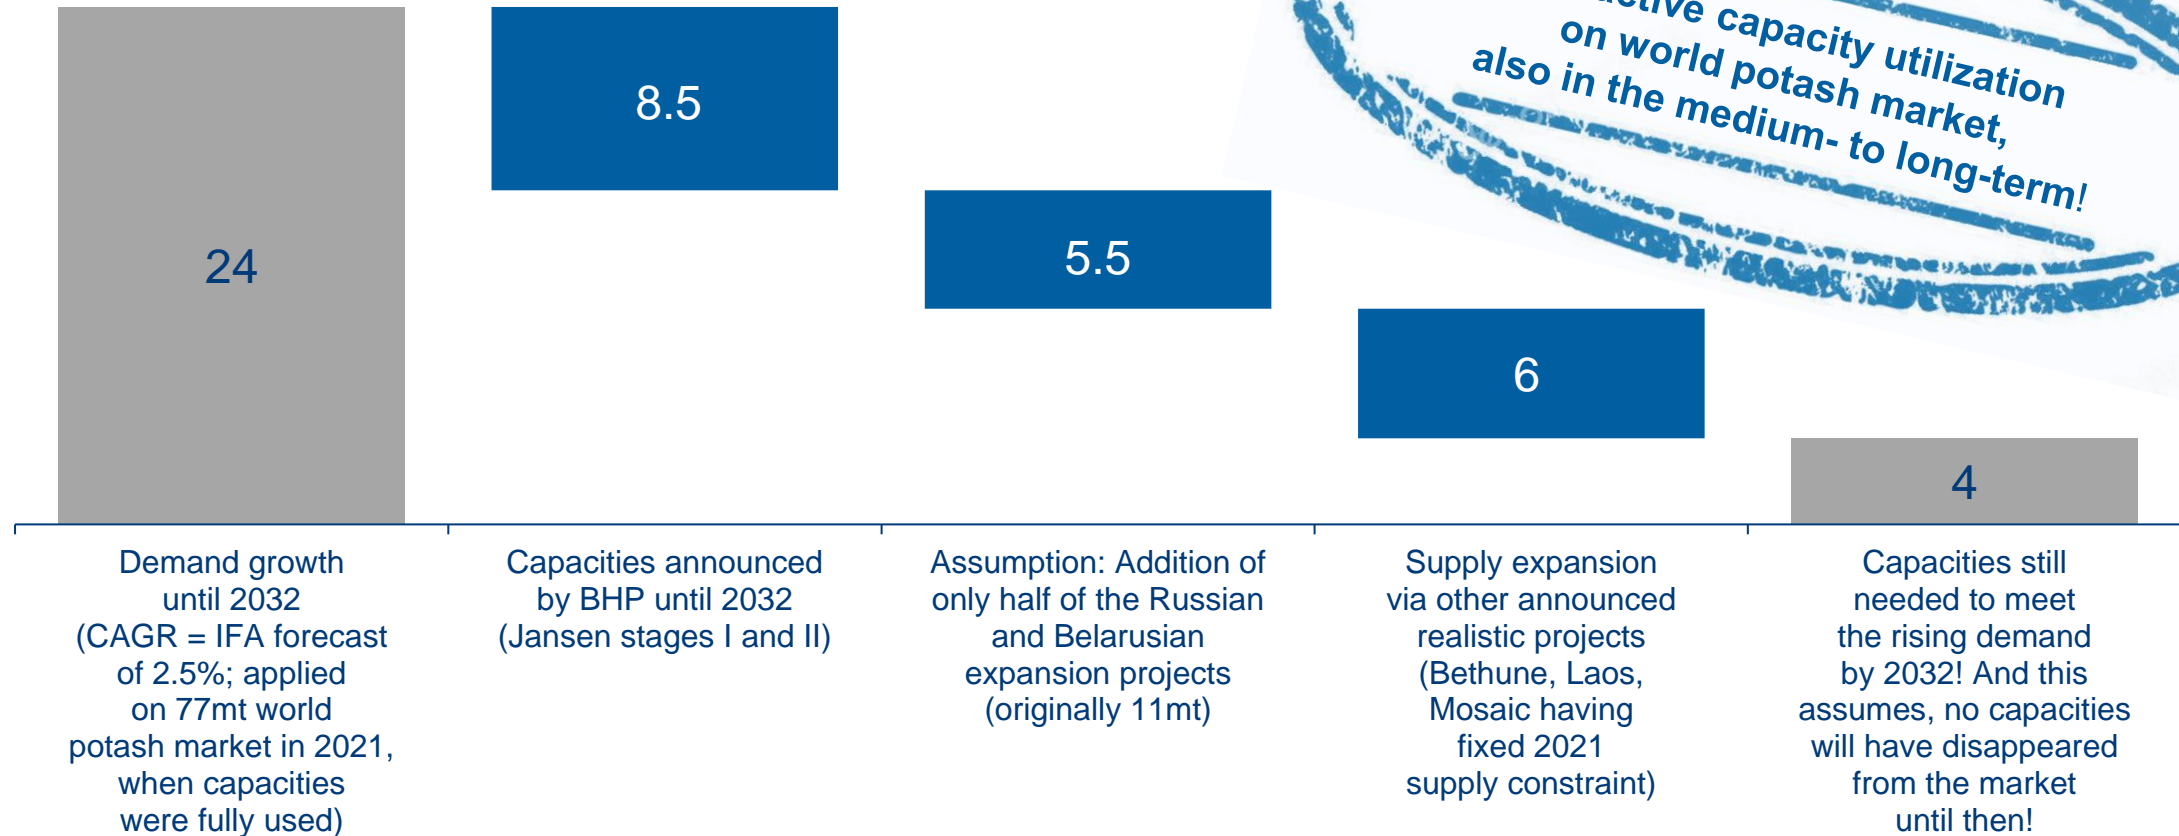 capacity utilization
on world potash market,
also in the medium- to long-term!
24
8.5
5.5
6
4
Demand growth
until 2032
(CAGR = IFA forecast
of 2.5%; applied
on 77mt world
potash market in 2021,
when capacities
were fully used)
Capacities announced
by BHP until 2032
(Jansen stages I and II)
Assumption: Addition of
only half of the Russian
and Belarusian
expansion projects
(originally 11mt)
Supply expansion
via other announced
realistic projects
(Bethune, Laos,
Mosaic having
fixed 2021
supply constraint)
Capacities still
needed to meet
the rising demand
by 2032! And this
assumes, no capacities
will have disappeared
from the market
until then!